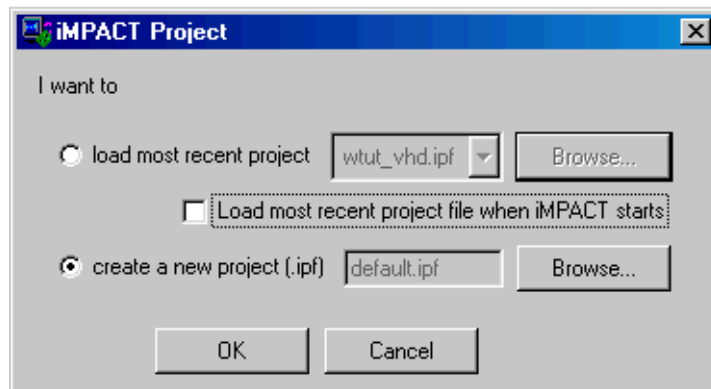 iMPACT Project
I want to
load most recent project wtut_vhd.ipf Browse...
Load most recent project file when iMPACT starts
create a new project (.ipf) default.ipf Browse...
OK Cancel